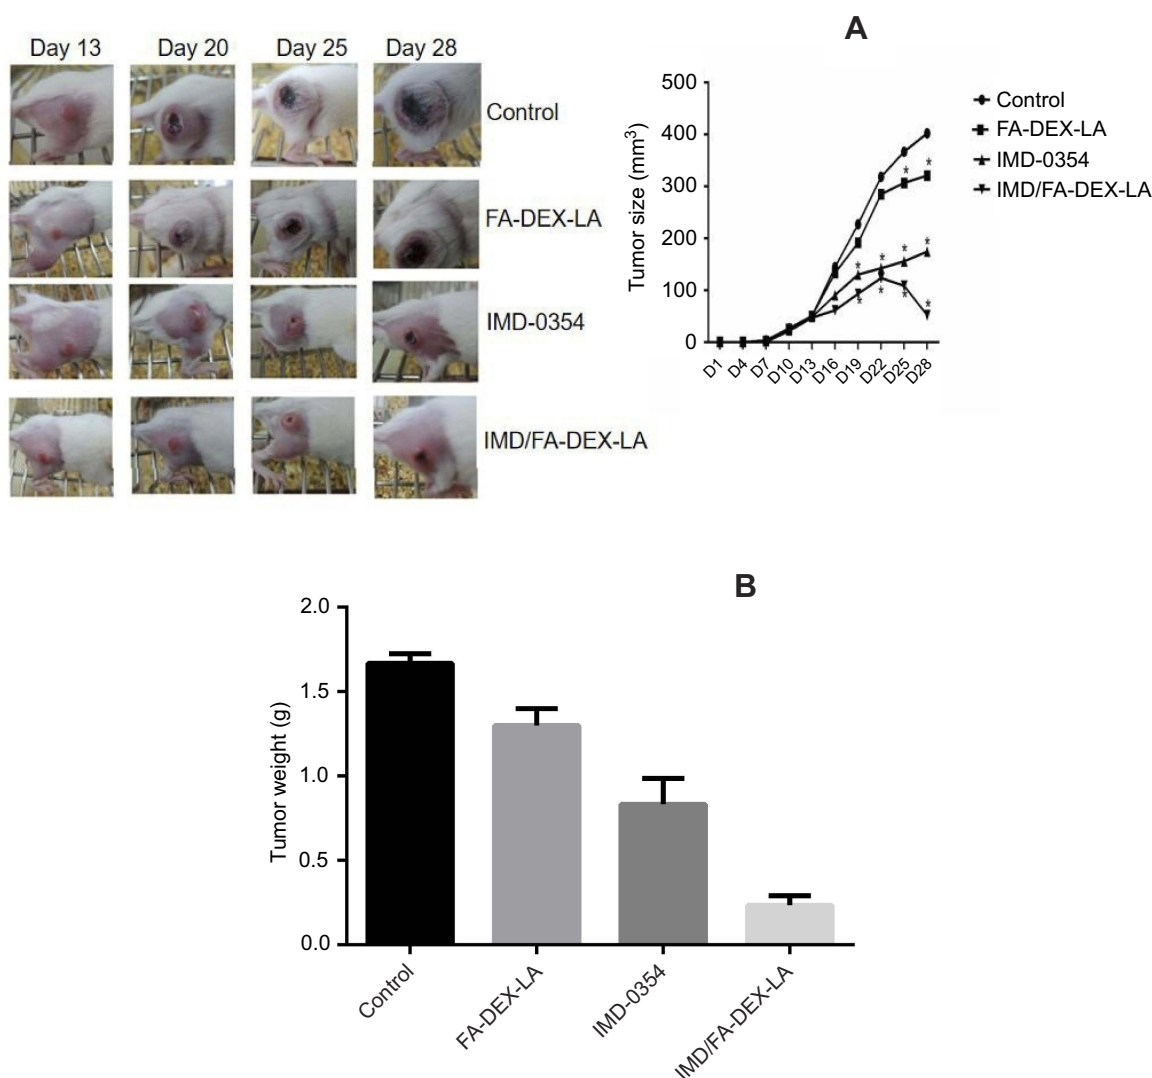 A
Day 13 Day 20 Day 25 Day 28
Control
FA-DEX-LA
IMD-0354
IMD/FA-DEX-LA
Tumor size (mm³)
500
400
300
200
100
0
D1 D4 D7 D10 D13 D16 D19 D22 D25 D28
* *
* * * *
* * * *
Control
FA-DEX-LA
IMD-0354
IMD/FA-DEX-LA
B
Tumor weight (g)
2.0
1.5
1.0
0.5
0.0
Control FA-DEX-LA IMD-0354 IMD/FA-DEX-LA